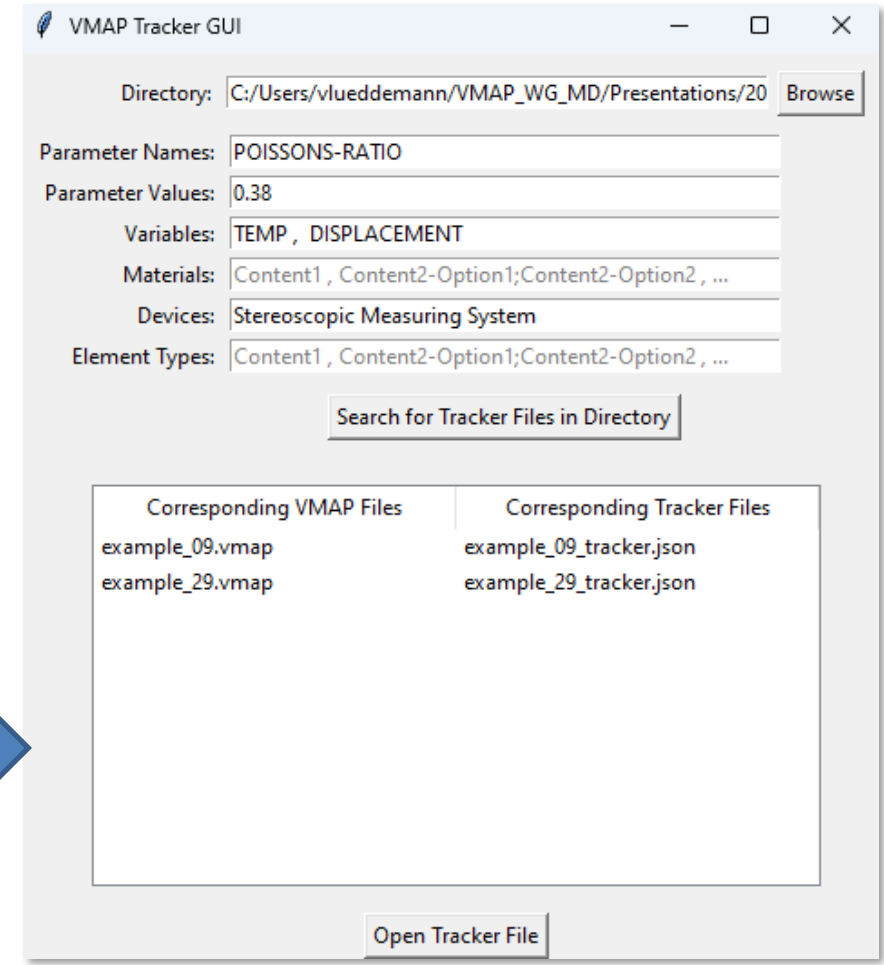 VMAP Tracker GUI
Directory: C:/Users/vlueddemann/VMAP_WG_MD/Presentations/20 Browse
Parameter Names: POISSONS-RATIO
Parameter Values: 0.38
Variables: TEMP , DISPLACEMENT
Materials: Content1 , Content2-Option1;Content2-Option2 , ...
Devices: Stereoscopic Measuring System
Element Types: Content1 , Content2-Option1;Content2-Option2 , ...
Search for Tracker Files in Directory
Corresponding VMAP Files Corresponding Tracker Files
example_09.vmap example_09_tracker.json
example_29.vmap example_29_tracker.json
Open Tracker File